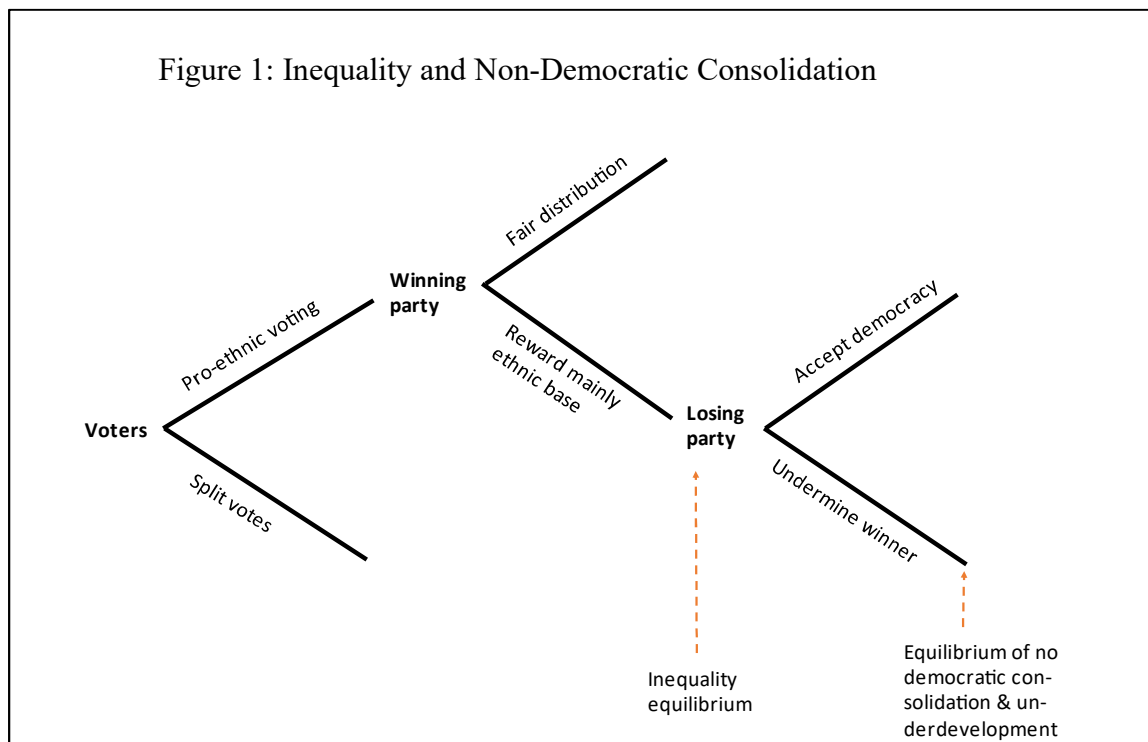 Figure 1: Inequality and Non-Democratic Consolidation
Fair distribution
Winning
party
Pro-ethnic voting
Reward mainly
ethnic base
Accept democracy
Voters
Losing
party
Split votes
Undermine winner
Inequality
equilibrium
Equilibrium of no
democratic con-
solidation & un-
derdevelopment